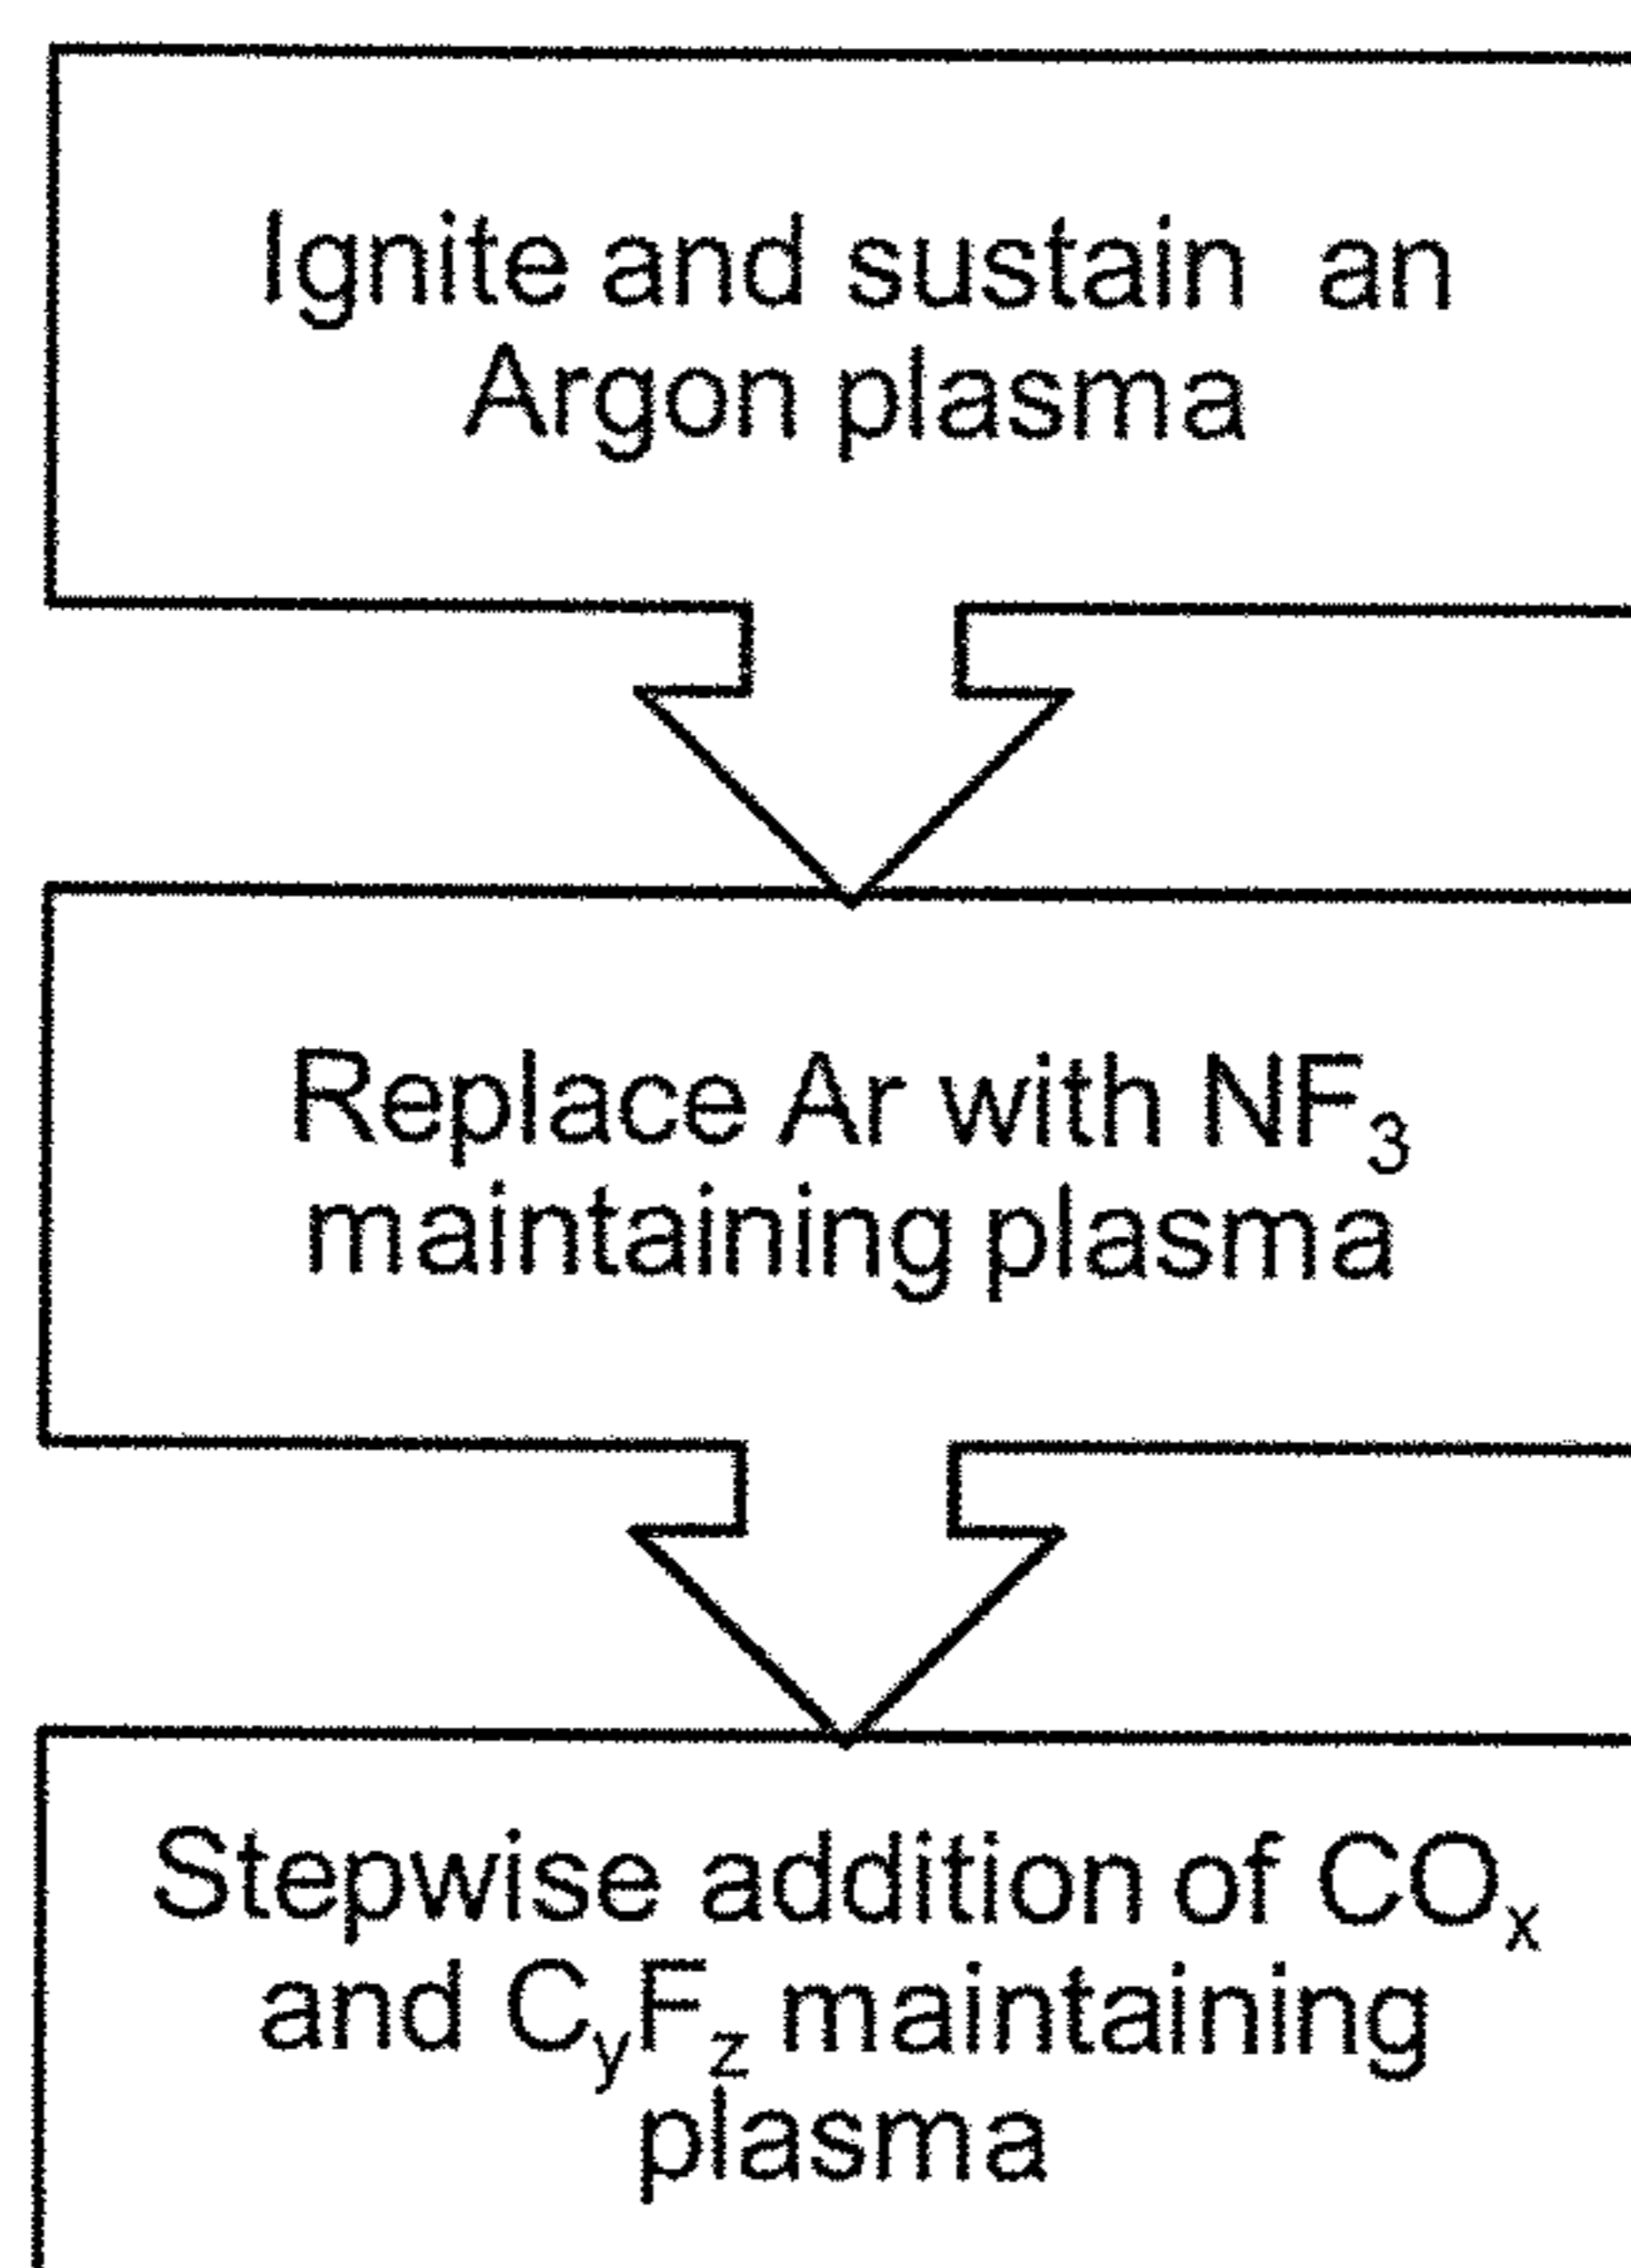 Ignite and sustain an
Argon plasma
Replace Ar with NF₃
maintaining plasma
Stepwise addition of COₓ
and CyFz maintaining
plasma